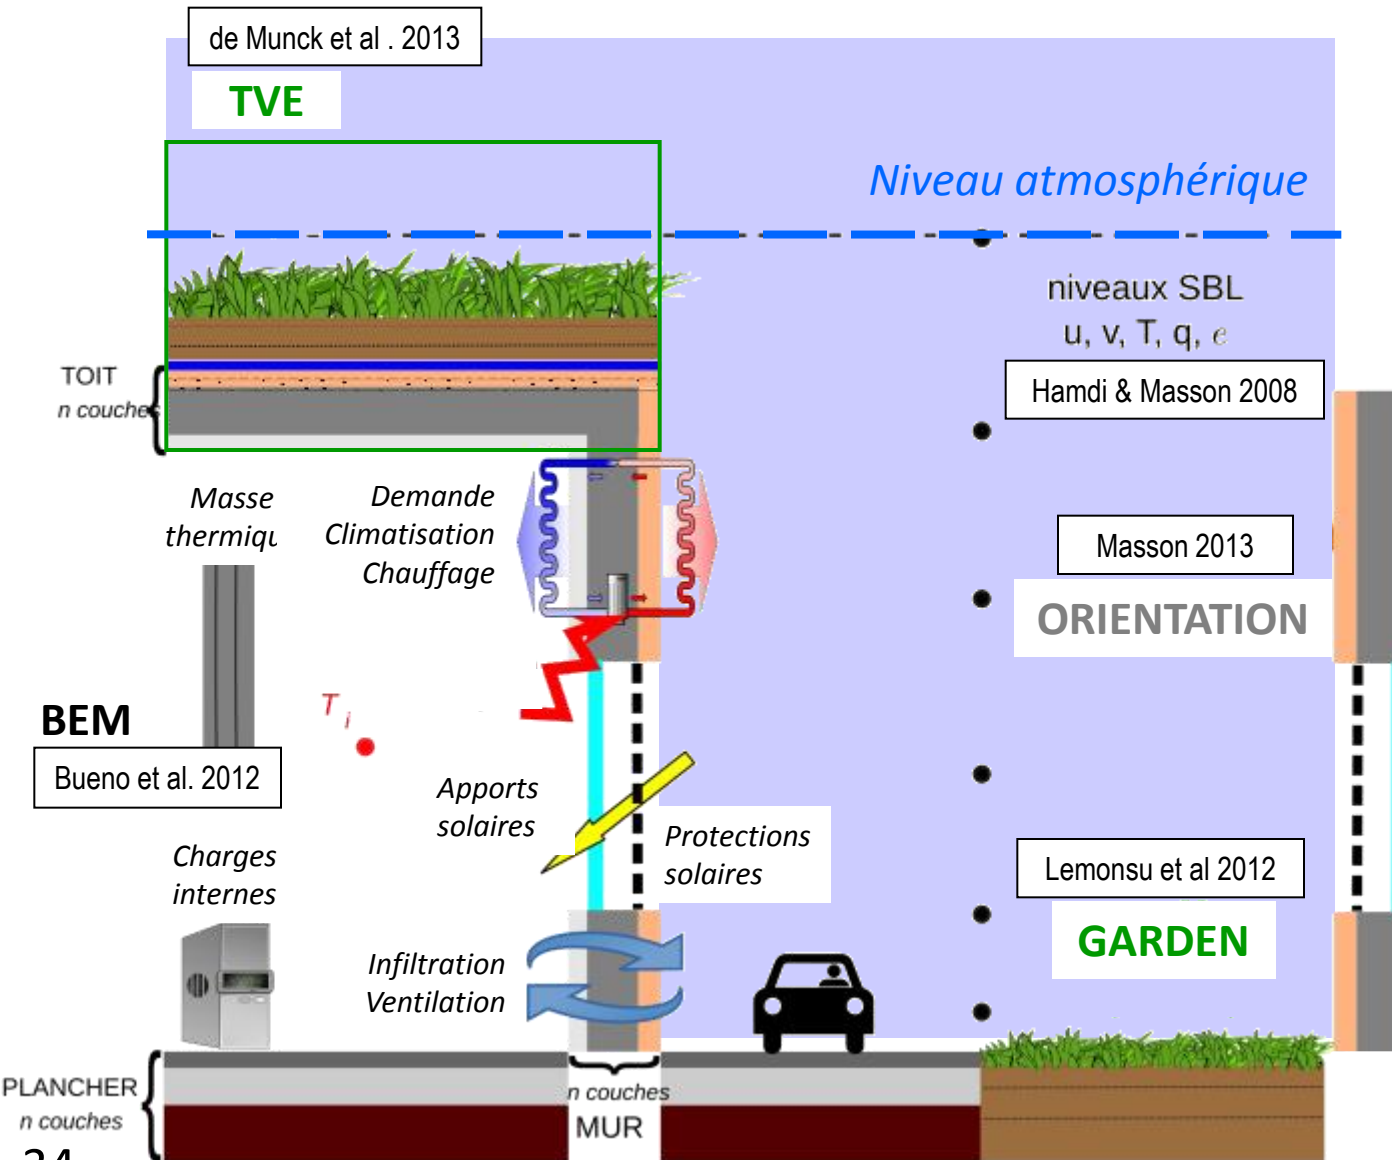 de Munck et al . 2013
TVE
Niveau atmosphérique
niveaux SBL
u, v, T, q, e
Hamdi & Masson 2008
TOIT
n couches
Masse
thermiqu
Demande
Climatisation
Chauffage
Masson 2013
ORIENTATION
BEM
Bueno et al. 2012
T i
Apports
solaires
Protections
solaires
Charges
internes
Lemonsu et al 2012
GARDEN
Infiltration
Ventilation
PLANCHER
n couches
n couches
MUR